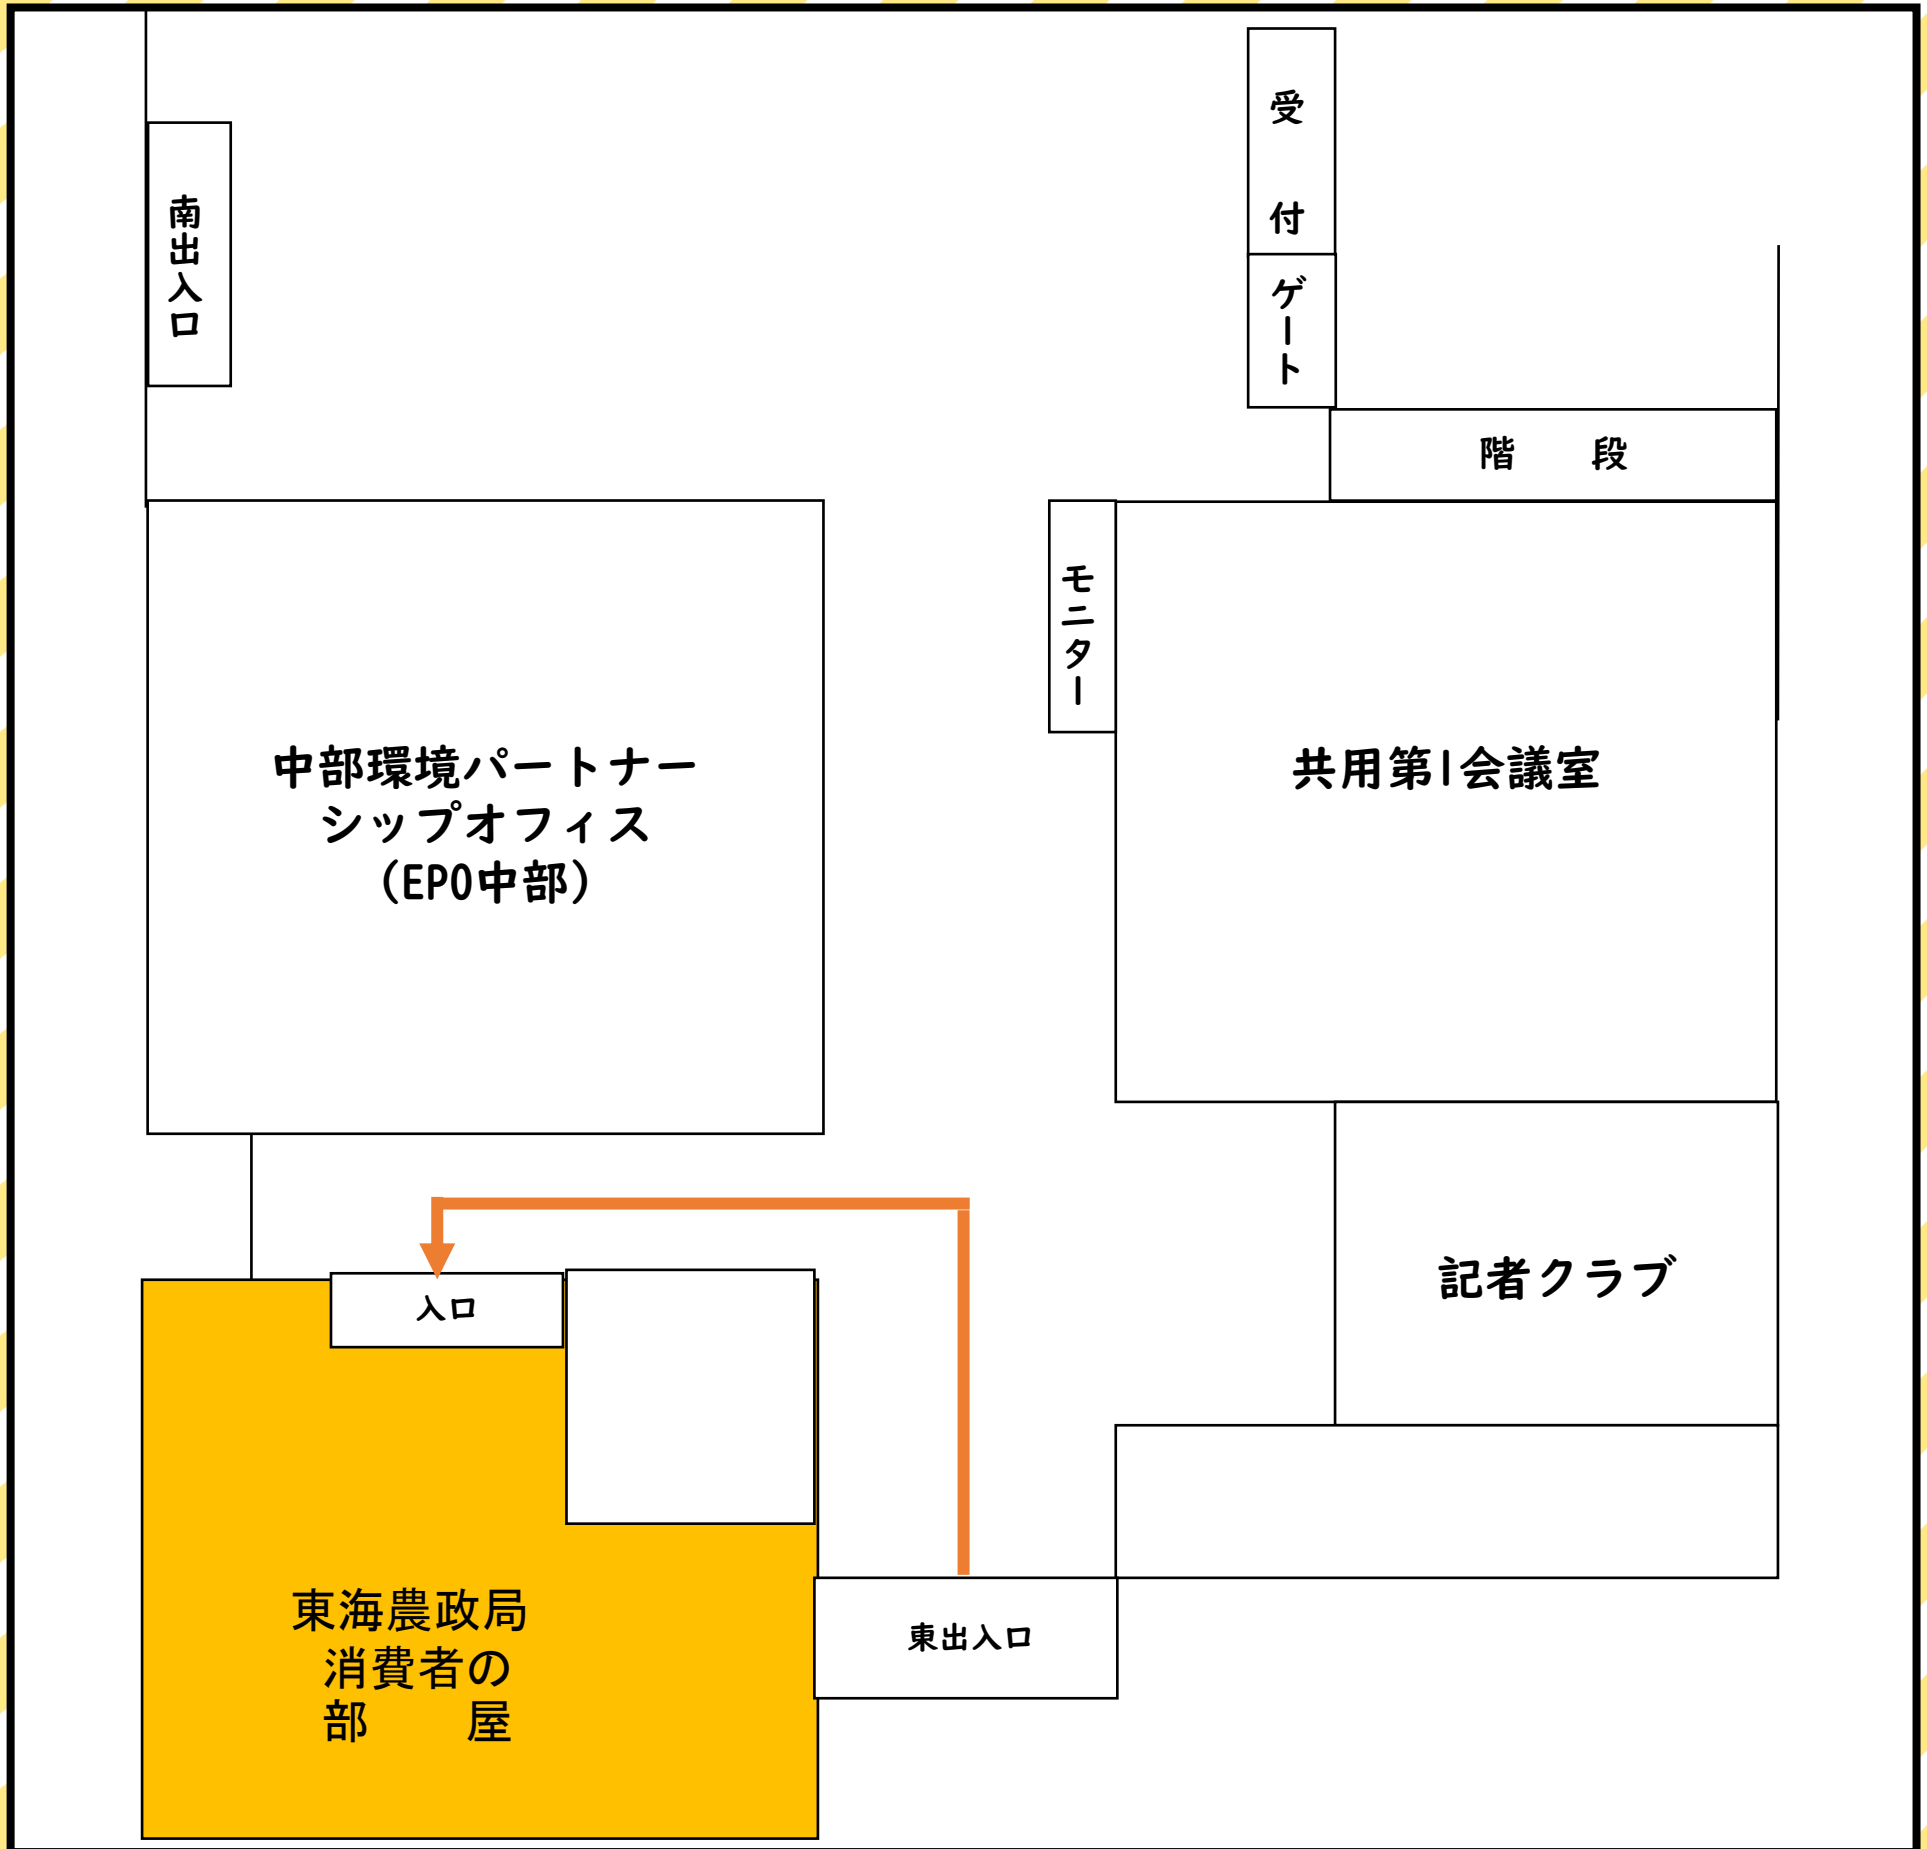 受付
ゲート
南出入口
階　段
モニター
中部環境パートナー
シップオフィス
（EPO中部）
共用第1会議室
記者クラブ
入口
東海農政局
消費者の
部　　屋
東出入口